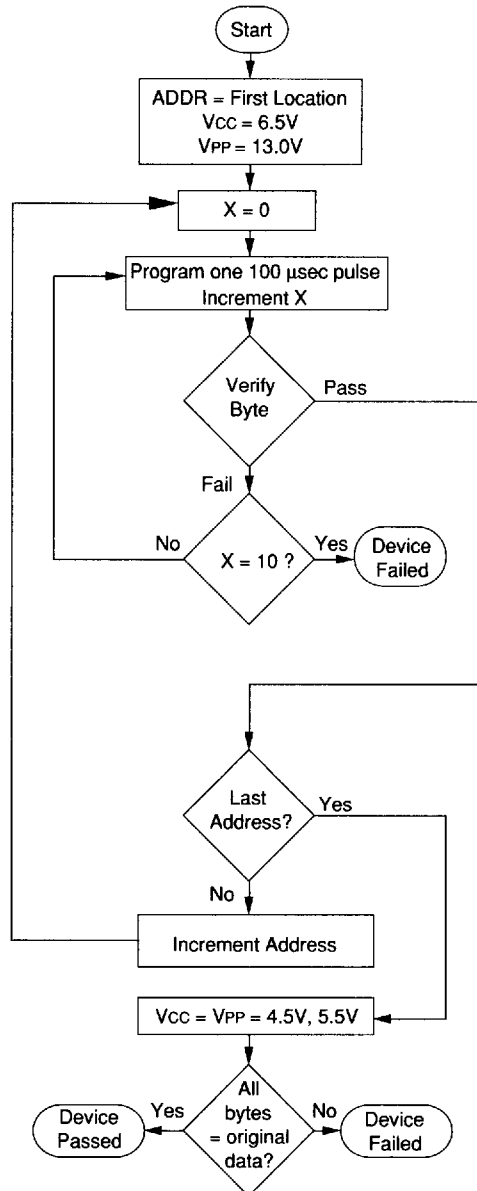 Start
ADDR = First Location
VCC = 6.5V
VPP = 13.0V
X = 0
Program one 100 µsec pulse
Increment X
Verify
Byte
Pass
Fail
No
X = 10 ?
Yes
Device
Failed
Last
Address?
Yes
No
Increment Address
VCC = VPP = 4.5V, 5.5V
Device
Passed
Yes
All
bytes
= original
data?
No
Device
Failed